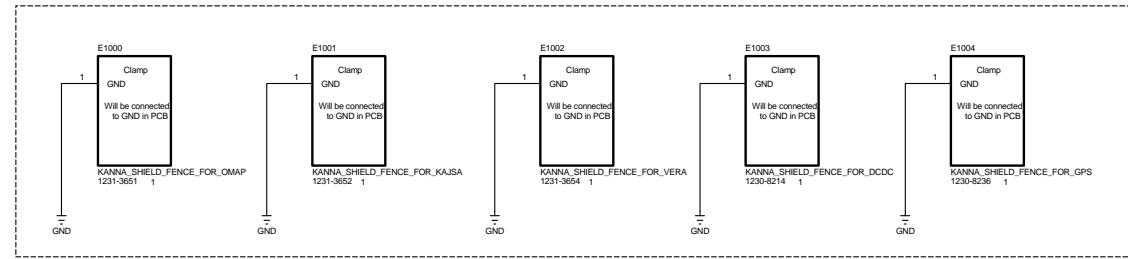 E1000
Clamp
1
GND
Will be connected
to GND in PCB
KANNA_SHIELD_FENCE_FOR_OMAP
1231-3651 1
GND
E1001
Clamp
1
GND
Will be connected
to GND in PCB
KANNA_SHIELD_FENCE_FOR_KAJSA
1231-3652 1
GND
E1002
Clamp
1
GND
Will be connected
to GND in PCB
KANNA_SHIELD_FENCE_FOR_VERA
1231-3654 1
GND
E1003
Clamp
1
GND
Will be connected
to GND in PCB
KANNA_SHIELD_FENCE_FOR_DCDC
1230-8214 1
GND
E1004
Clamp
1
GND
Will be connected
to GND in PCB
KANNA_SHIELD_FENCE_FOR_GPS
1230-8236 1
GND